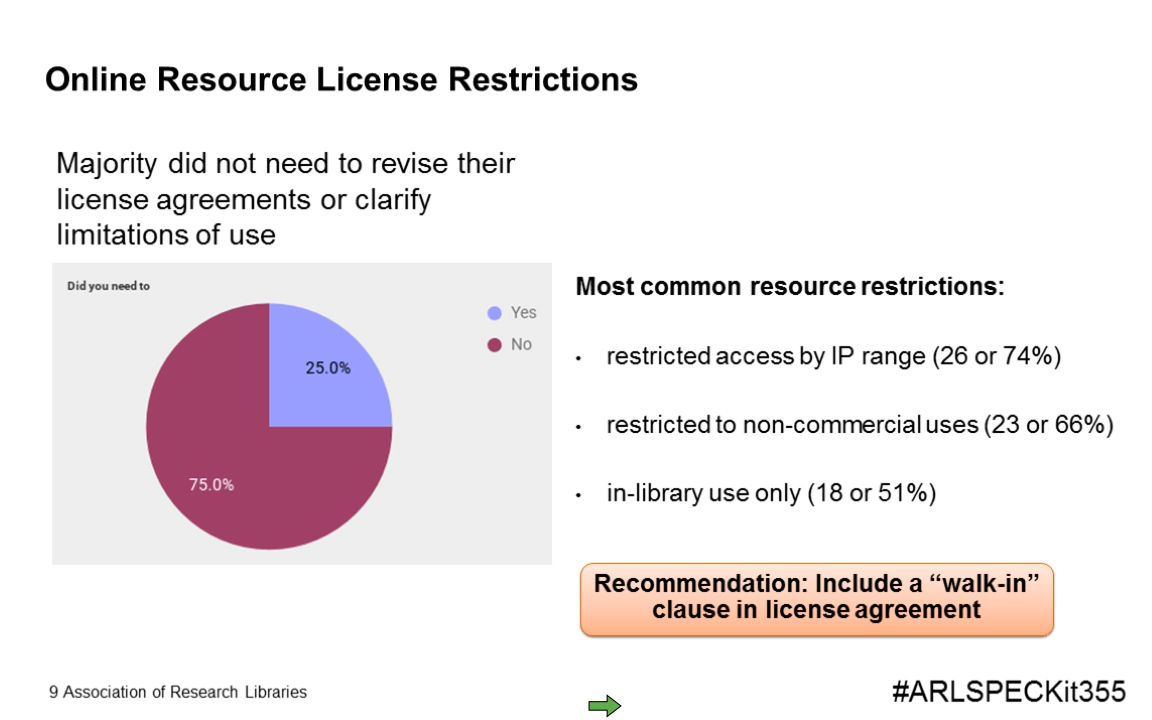 Online Resource License Restrictions
Majority did not need to revise their
license agreements or clarify
limitations of use
Did you need to
Yes
No
25.0%
75.0%
Most common resource restrictions:
• restricted access by IP range (26 or 74%)
• restricted to non-commercial uses (23 or 66%)
• in-library use only (18 or 51%)
Recommendation: Include a “walk-in”
clause in license agreement
9 Association of Research Libraries
#ARLSPECKit355